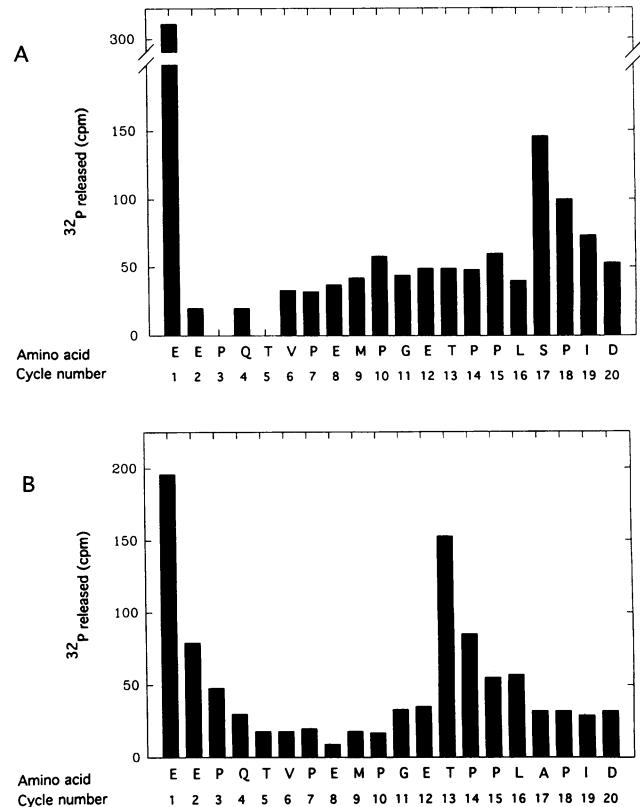 A
300
150
100
50
0
32P released (cpm)
Amino acid E E P Q T V P E M P G E T P P L S P I D
Cycle number 1 2 3 4 5 6 7 8 9 10 11 12 13 14 15 16 17 18 19 20
B
200
150
100
50
0
32P released (cpm)
Amino acid E E P Q T V P E M P G E T P P L A P I D
Cycle number 1 2 3 4 5 6 7 8 9 10 11 12 13 14 15 16 17 18 19 20